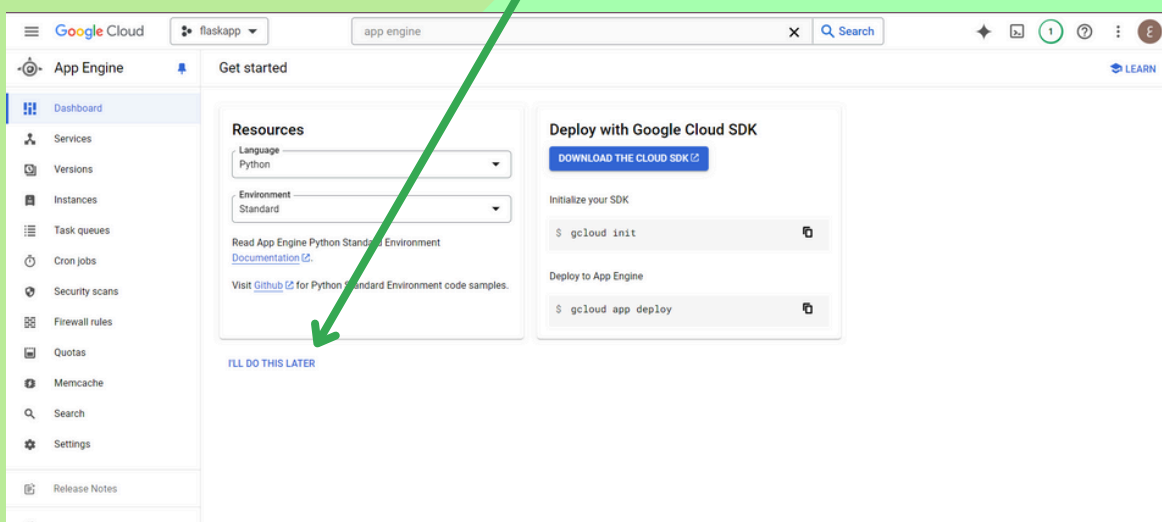 Google Cloud
flaskapp
app engine
Search
1
ع
App Engine
Get started
LEARN
Dashboard
Services
Versions
Instances
Task queues
Cron jobs
Security scans
Firewall rules
Quotas
Memcache
Search
Settings
Release Notes
Resources
Language
Python
Environment
Standard
Read App Engine Python Standard Environment
Documentation.
Visit Github for Python Standard Environment code samples.
I'LL DO THIS LATER
Deploy with Google Cloud SDK
DOWNLOAD THE CLOUD SDK
Initialize your SDK
$ gcloud init
Deploy to App Engine
$ gcloud app deploy